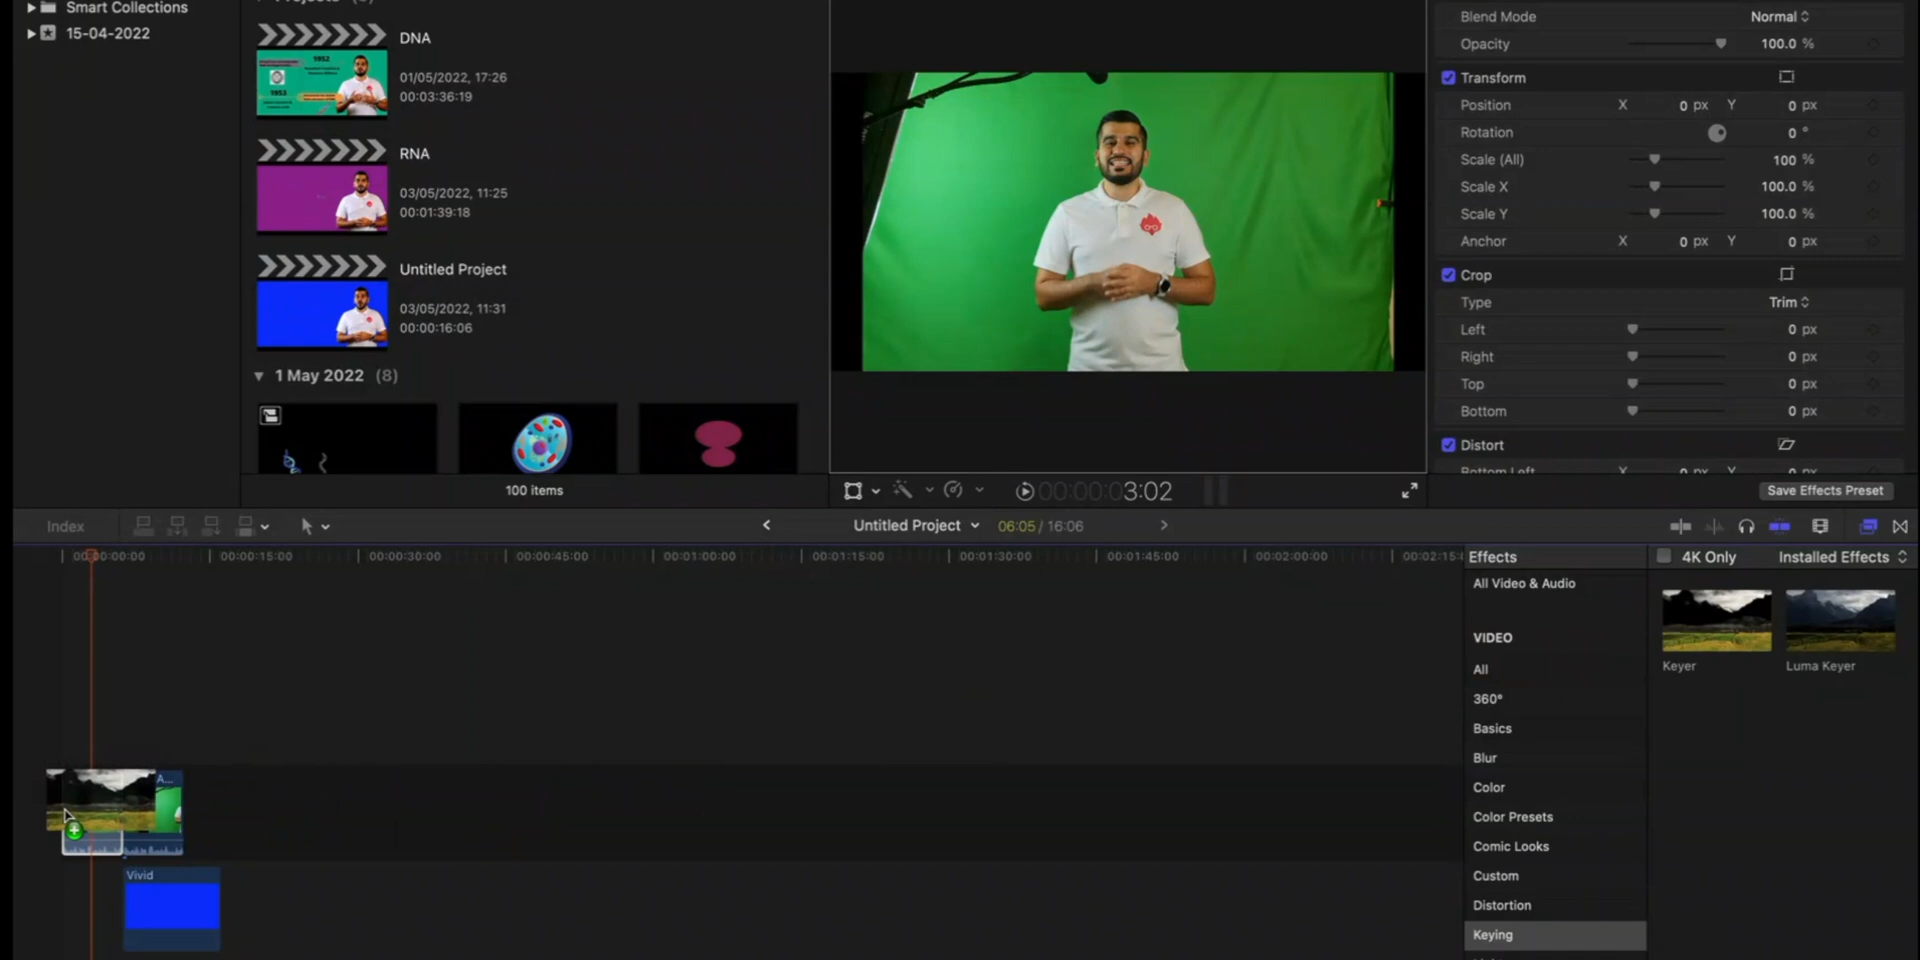 Smart Collections
15-04-2022
DNA
01/05/2022, 17:26
00:03:36:19
1952
1953
RNA
03/05/2022, 11:25
00:01:39:18
Untitled Project
03/05/2022, 11:31
00:00:16:06
1 May 2022 (8)
100 items
Blend Mode Normal
Opacity 100.0 %
Transform
Position X 0 px Y 0 px
Rotation 0 °
Scale (All) 100 %
Scale X 100.0 %
Scale Y 100.0 %
Anchor X 0 px Y 0 px
Crop
Type Trim
Left 0 px
Right 0 px
Top 0 px
Bottom 0 px
Distort
Bottom Left X 0 px Y 0 px
00:00:03:02
Save Effects Preset
Index
Untitled Project 06:05 / 16:06
00:00:00:00 00:00:15:00 00:00:30:00 00:00:45:00 00:01:00:00 00:01:15:00 00:01:30:00 00:01:45:00 00:02:00:00 00:02:15:0
Effects
4K Only Installed Effects
All Video & Audio
VIDEO
All
360°
Basics
Blur
Color
Color Presets
Comic Looks
Custom
Distortion
Keying
Keyer
Luma Keyer
A...
Vivid